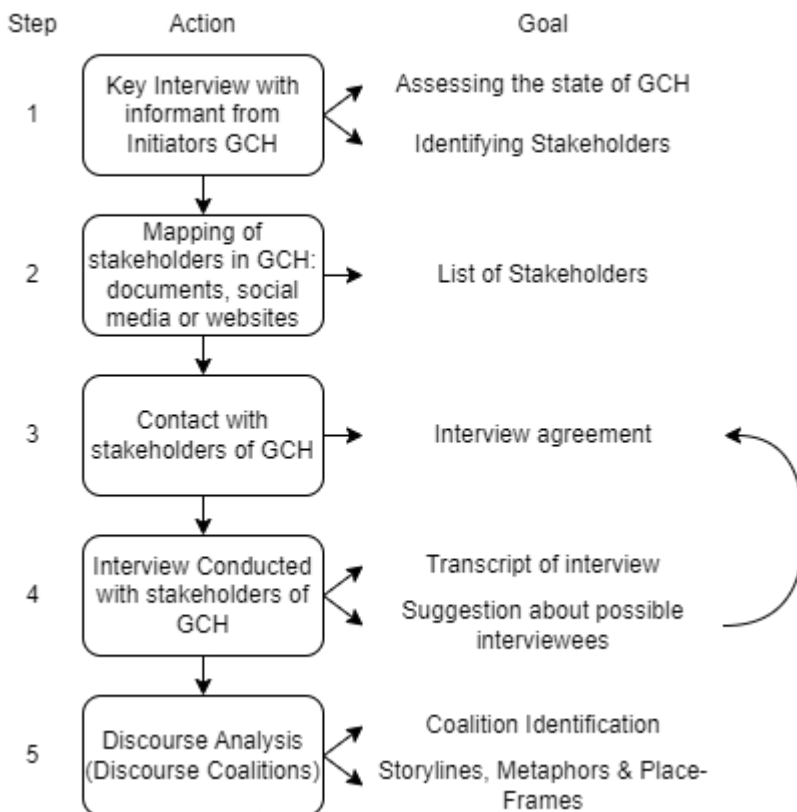 Step Action Goal
1
Key Interview with
informant from
Initiators GCH
Assessing the state of GCH
Identifying Stakeholders
2
Mapping of
stakeholders in GCH:
documents, social
media or websites
List of Stakeholders
3
Contact with
stakeholders of GCH
Interview agreement
4
Interview Conducted
with stakeholders of
GCH
Transcript of interview
Suggestion about possible
interviewees
5
Discourse Analysis
(Discourse Coalitions)
Coalition Identification
Storylines, Metaphors & Place-
Frames